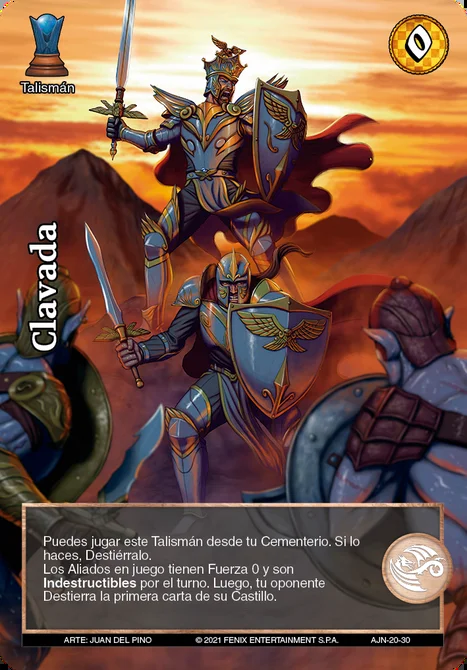 0
Talismán
Clavada
Puedes jugar este Talismán desde tu Cementerio. Si lo
haces, Destiérralo.
Los Aliados en juego tienen Fuerza 0 y son
Indestructibles por el turno. Luego, tu oponente
Destierra la primera carta de su Castillo.
ARTE: JUAN DEL PINO © 2021 FENIX ENTERTAINMENT S.P.A. AJN-20-30